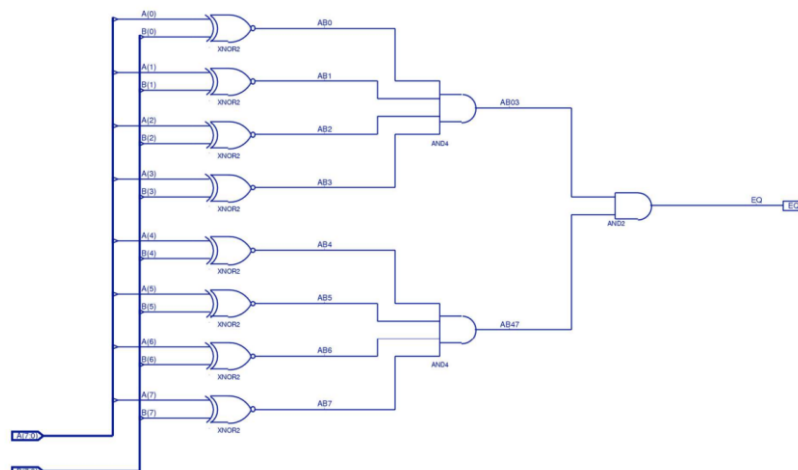 A(0)
B(0)
XNOR2
AB0
A(1)
B(1)
XNOR2
AB1
A(2)
B(2)
XNOR2
AB2
A(3)
B(3)
XNOR2
AB3
AND4
AB03
A(4)
B(4)
XNOR2
AB4
A(5)
B(5)
XNOR2
AB5
A(6)
B(6)
XNOR2
AB6
A(7)
B(7)
XNOR2
AB7
AND4
AB47
AND2
EQ
EQ
A(7:0)